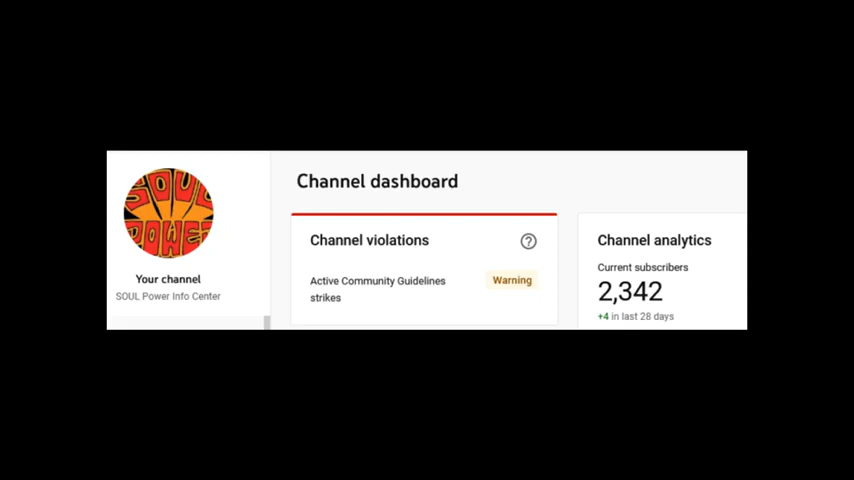 SOUL
POWER
Your channel
SOUL Power Info Center
Channel dashboard
Channel violations
Active Community Guidelines
strikes
Warning
Channel analytics
Current subscribers
2,342
+4 in last 28 days